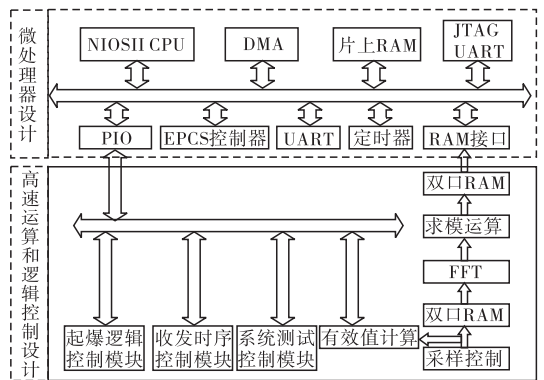 微处理器设计
NIOSII CPU
DMA
片上RAM
JTAG
UART
PIO
EPCS控制器
UART
定时器
RAM接口
高速运算和逻辑控制设计
双口RAM
求模运算
FFT
双口RAM
起爆逻辑
控制模块
收发时序
控制模块
系统测试
控制模块
有效值计算
采样控制